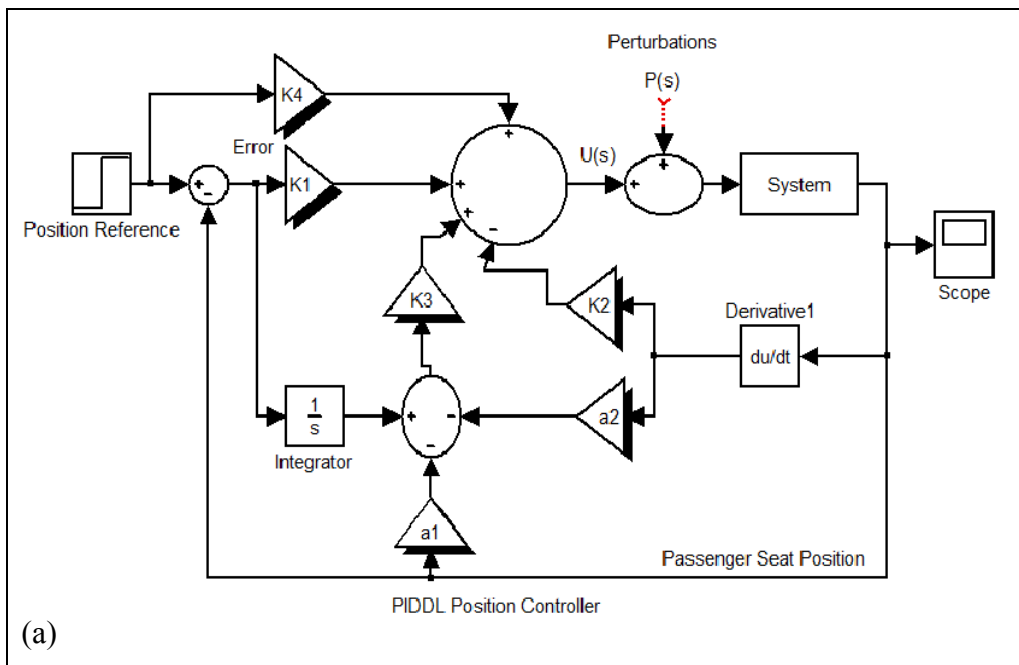 Perturbations
P(s)
K4
Error
U(s)
K1
+
+
+
-
+
-
+
+
System
Position Reference
Scope
K3
K2
Derivative1
du/dt
1
s
+
-
-
a2
Integrator
a1
Passenger Seat Position
PIDDL Position Controller
(a)